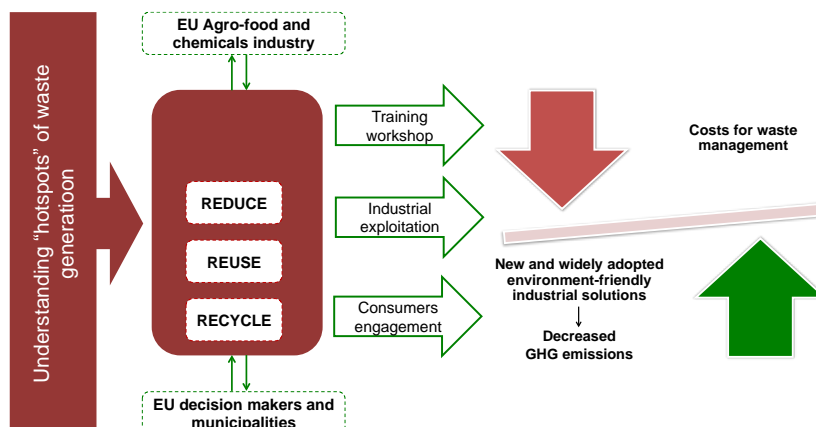 Understanding "hotspots" of waste
generatioon
EU Agro-food and
chemicals industry
REDUCE
REUSE
RECYCLE
EU decision makers and
municipalities
Training
workshop
Industrial
exploitation
Consumers
engagement
Costs for waste
management
New and widely adopted
environment-friendly
industrial solutions
Decreased
GHG emissions